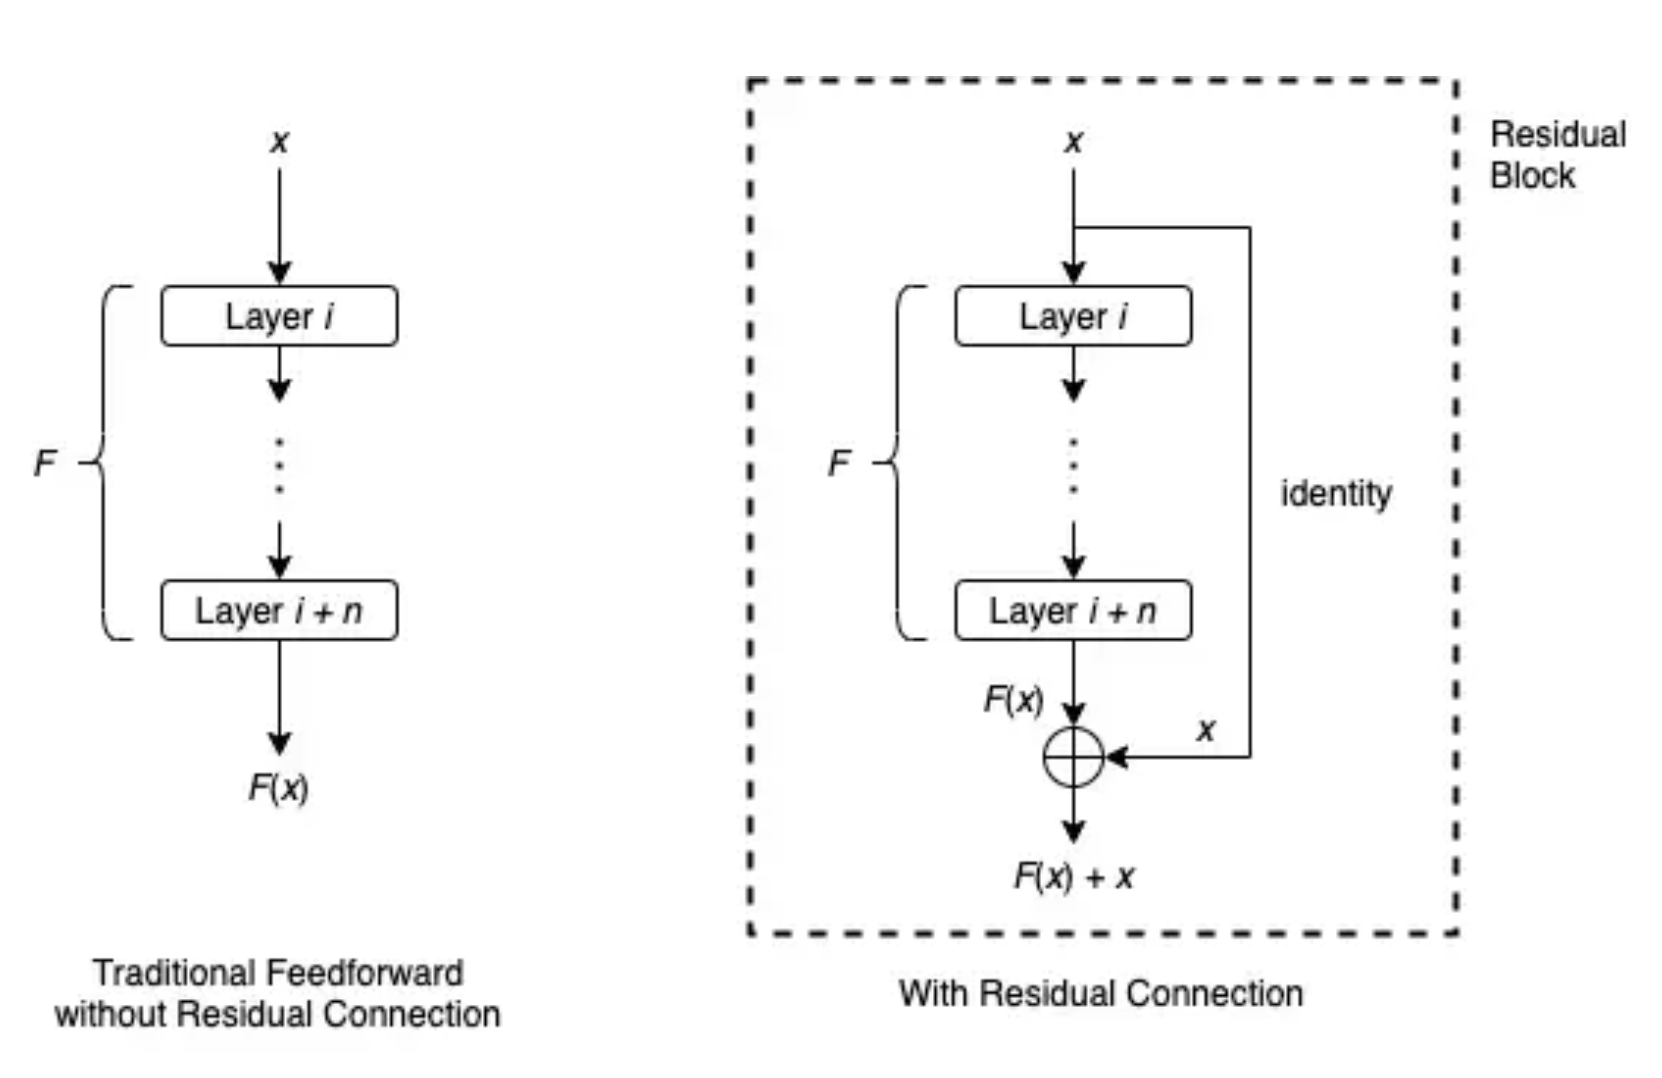 x
Layer i
F
Layer i + n
F(x)
Traditional Feedforward
without Residual Connection
x
Layer i
F
identity
Layer i + n
F(x)
x
F(x) + x
With Residual Connection
Residual
Block